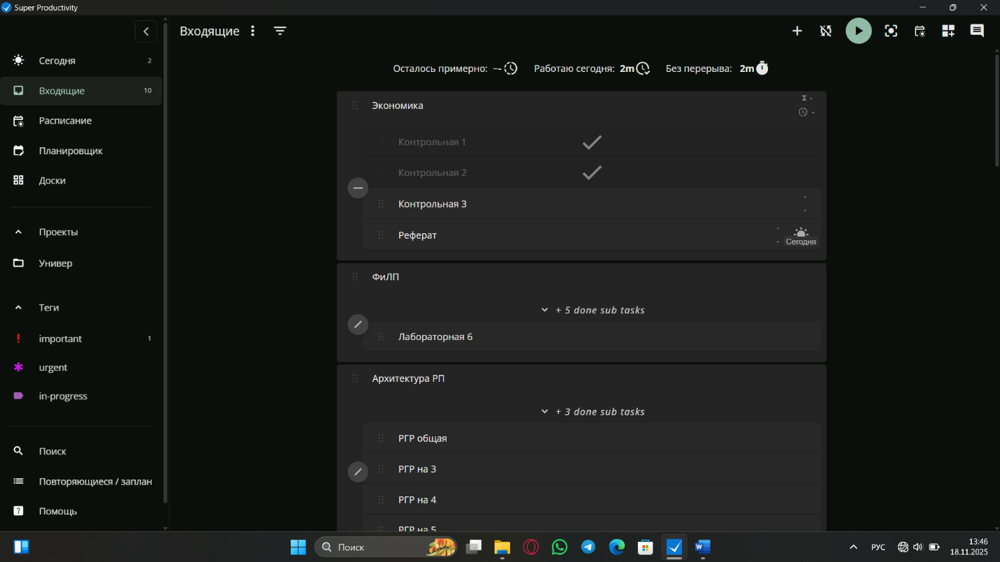 Super Productivity
Входящие
Сегодня 2
Входящие 10
Расписание
Планировщик
Доски
Проекты
Универ
Теги
important 1
urgent
in-progress
Поиск
Повторяющиеся / заплан
Помощь
Осталось примерно: ~- Работаю сегодня: 2m Без перерыва: 2m
Экономика
Σ -
-
Контрольная 1
Контрольная 2
Контрольная 3
-
-
Реферат
-
- Сегодня
ФиЛП
+ 5 done sub tasks
Лабораторная 6
Архитектура РП
+ 3 done sub tasks
РГР общая
РГР на 3
РГР на 4
РГР на 5
Поиск
РУС
13:46
18.11.2025